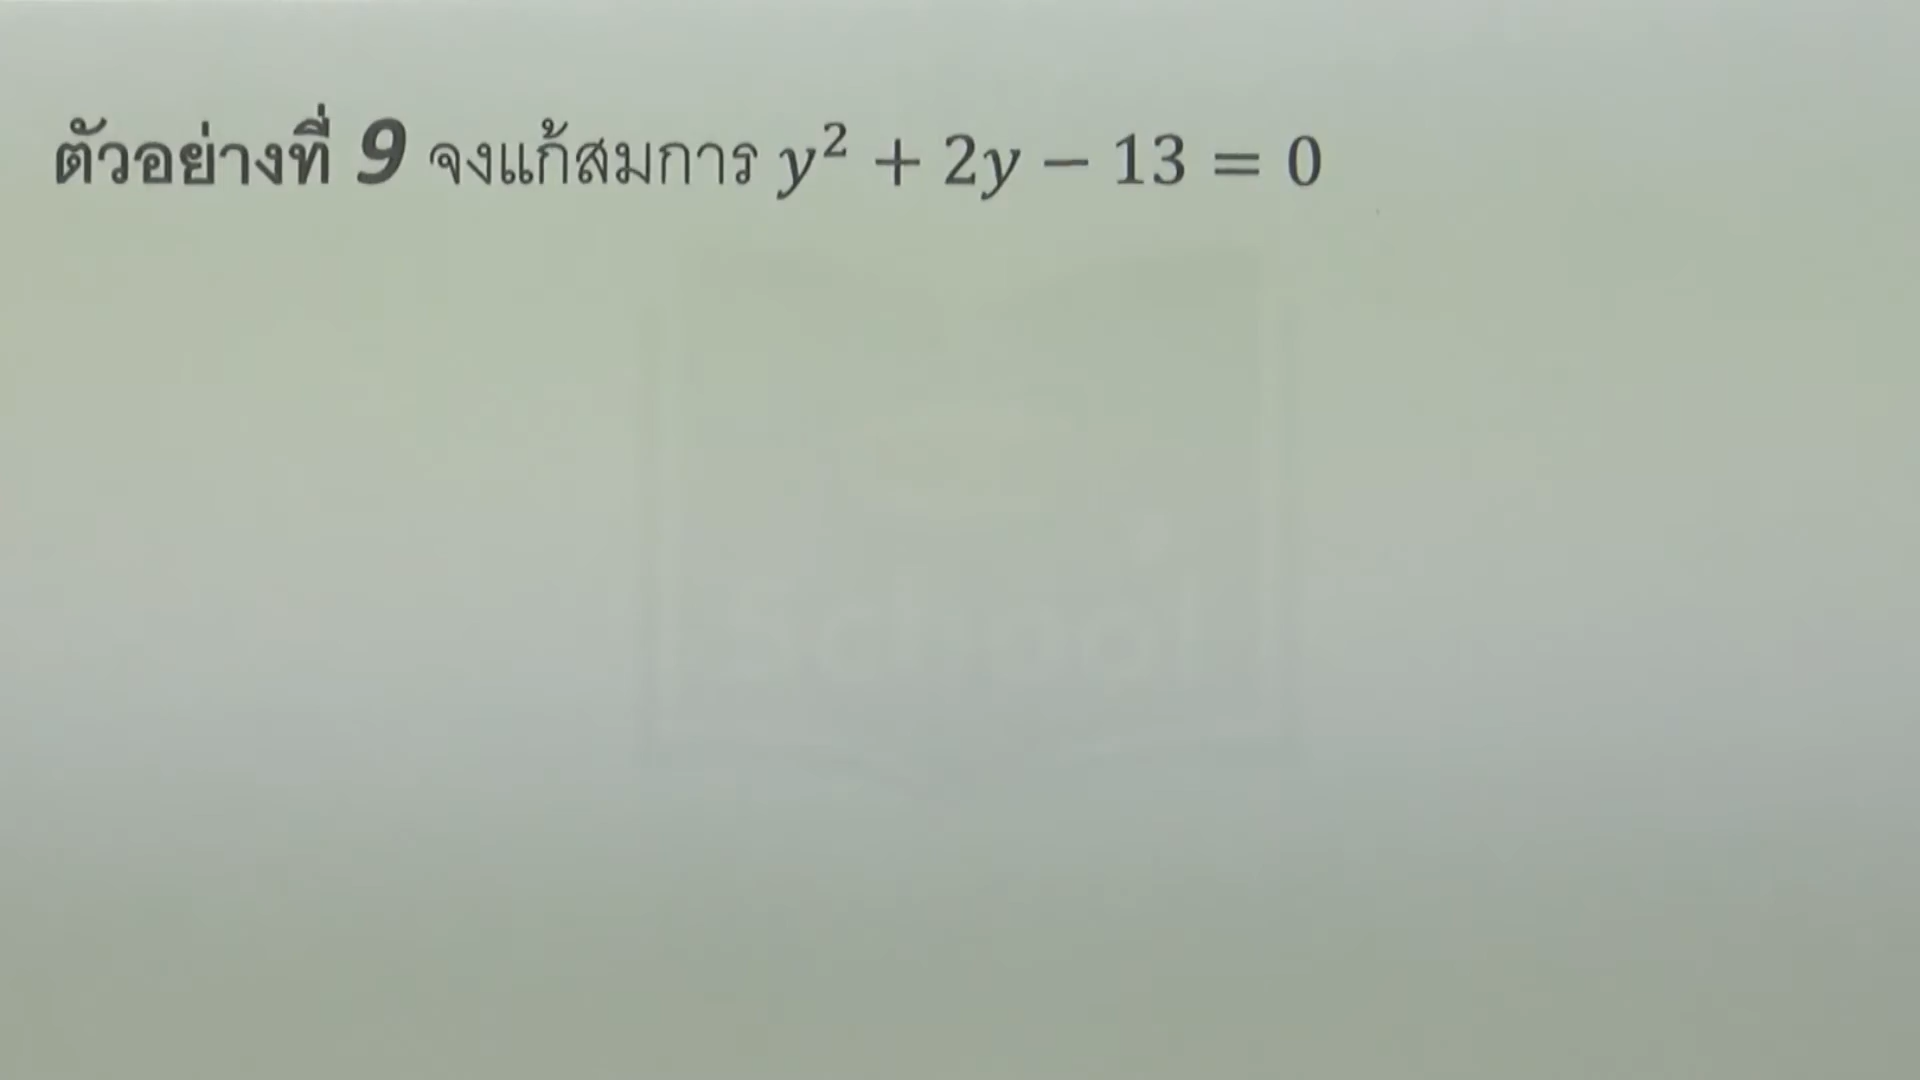 ตัวอย่างที่ 9 จงแก้สมการ y² + 2y − 13 = 0
School